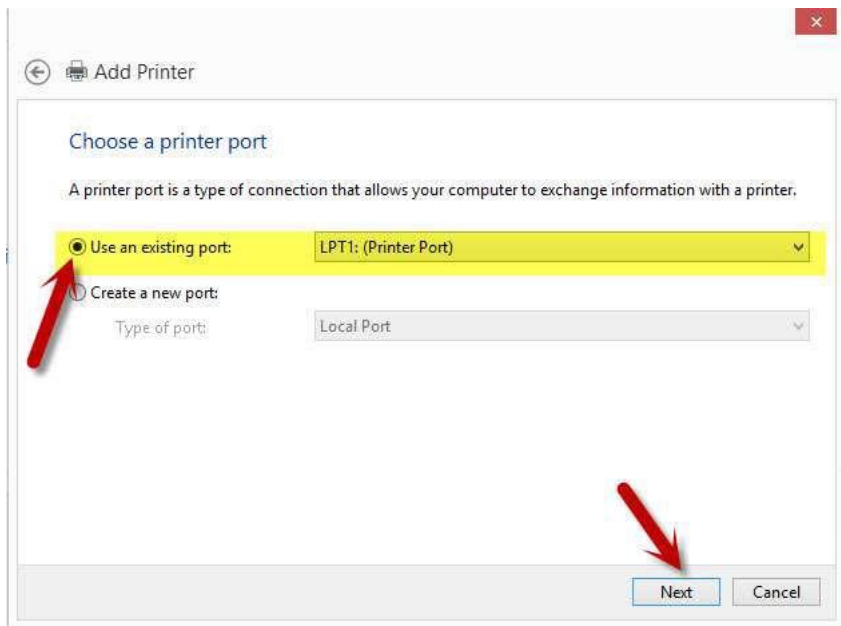 Add Printer
Choose a printer port
A printer port is a type of connection that allows your computer to exchange information with a printer.
Use an existing port: LPT1: (Printer Port)
Create a new port:
Type of port: Local Port
Next Cancel